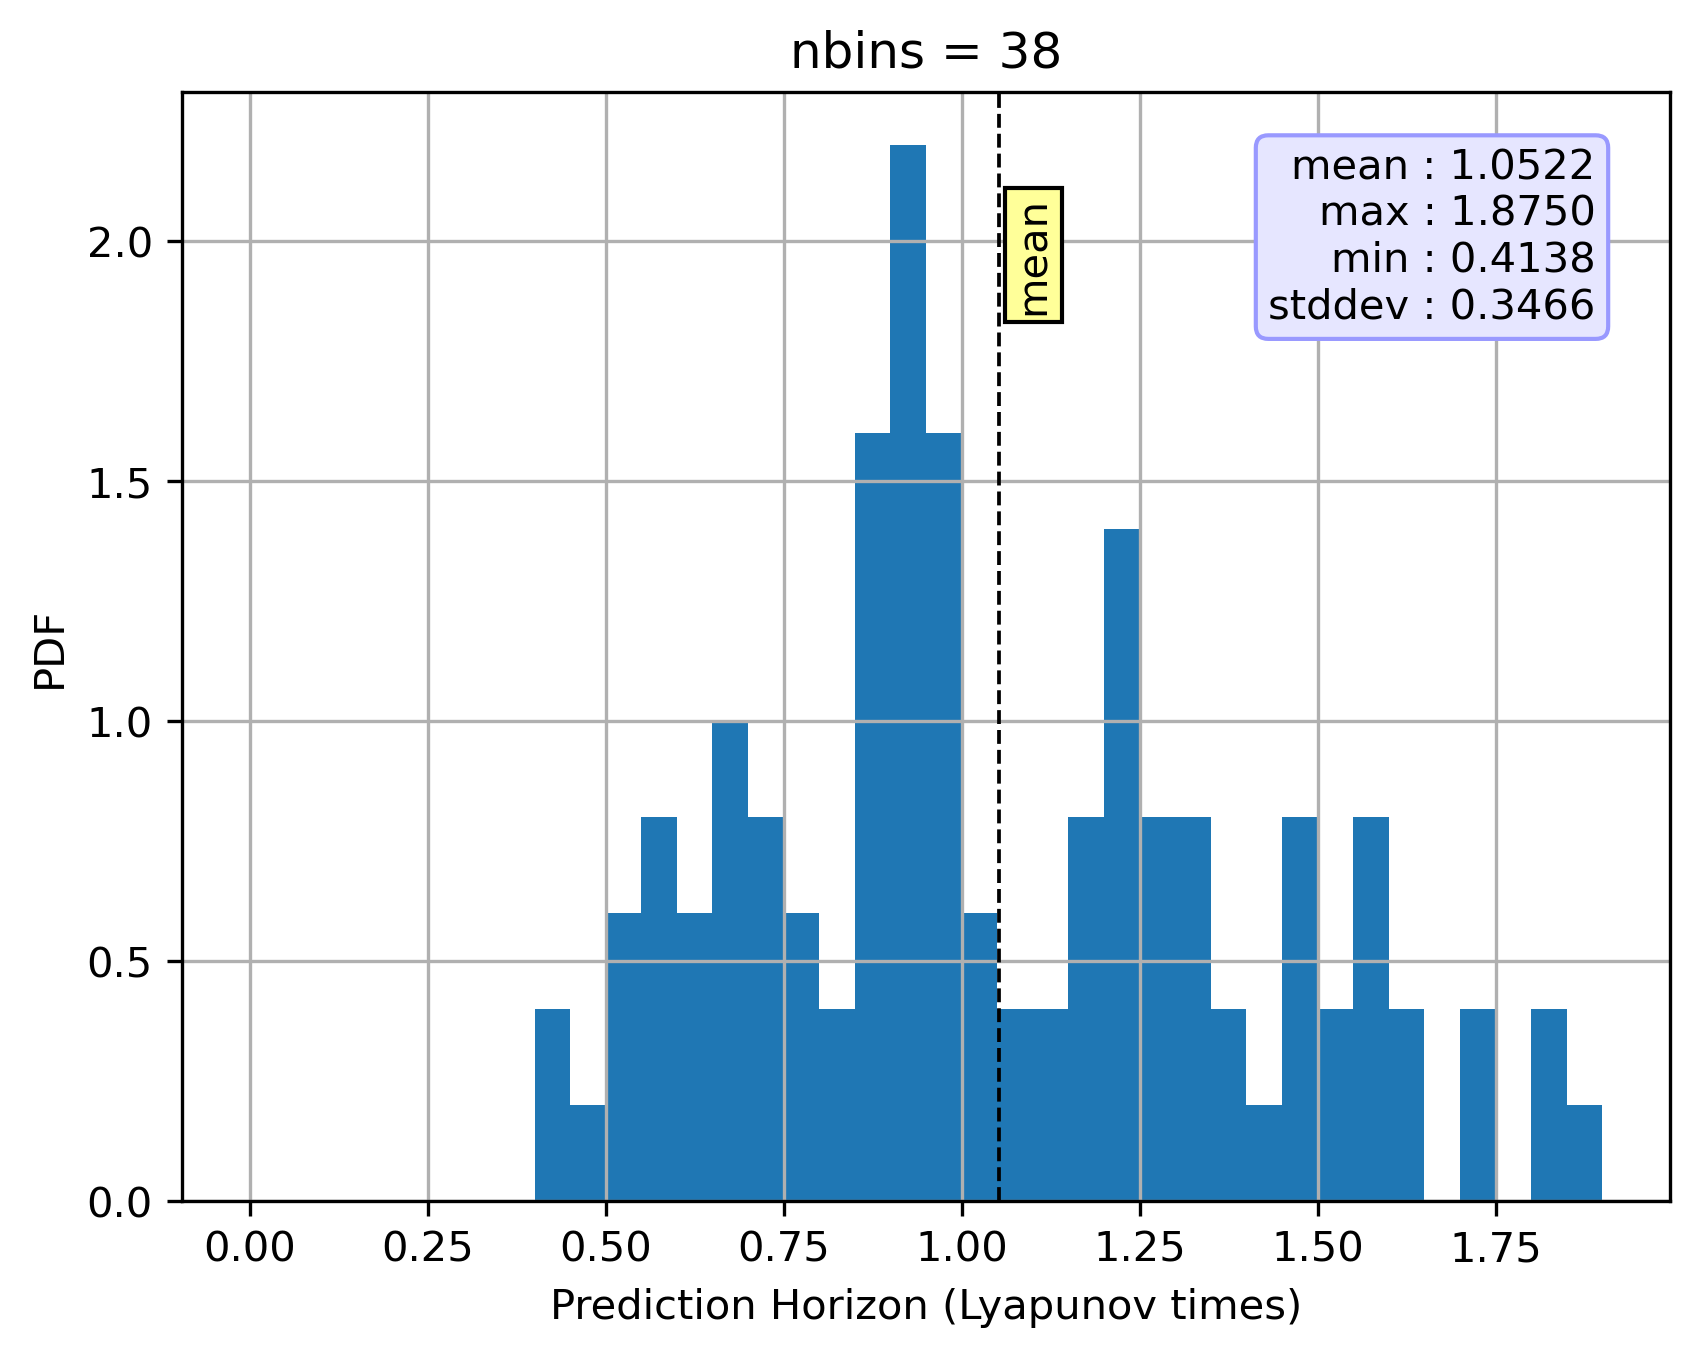 nbins = 38
mean : 1.0522
max : 1.8750
min : 0.4138
stddev : 0.3466
mean
PDF
2.0
1.5
1.0
0.5
0.0
0.00 0.25 0.50 0.75 1.00 1.25 1.50 1.75
Prediction Horizon (Lyapunov times)